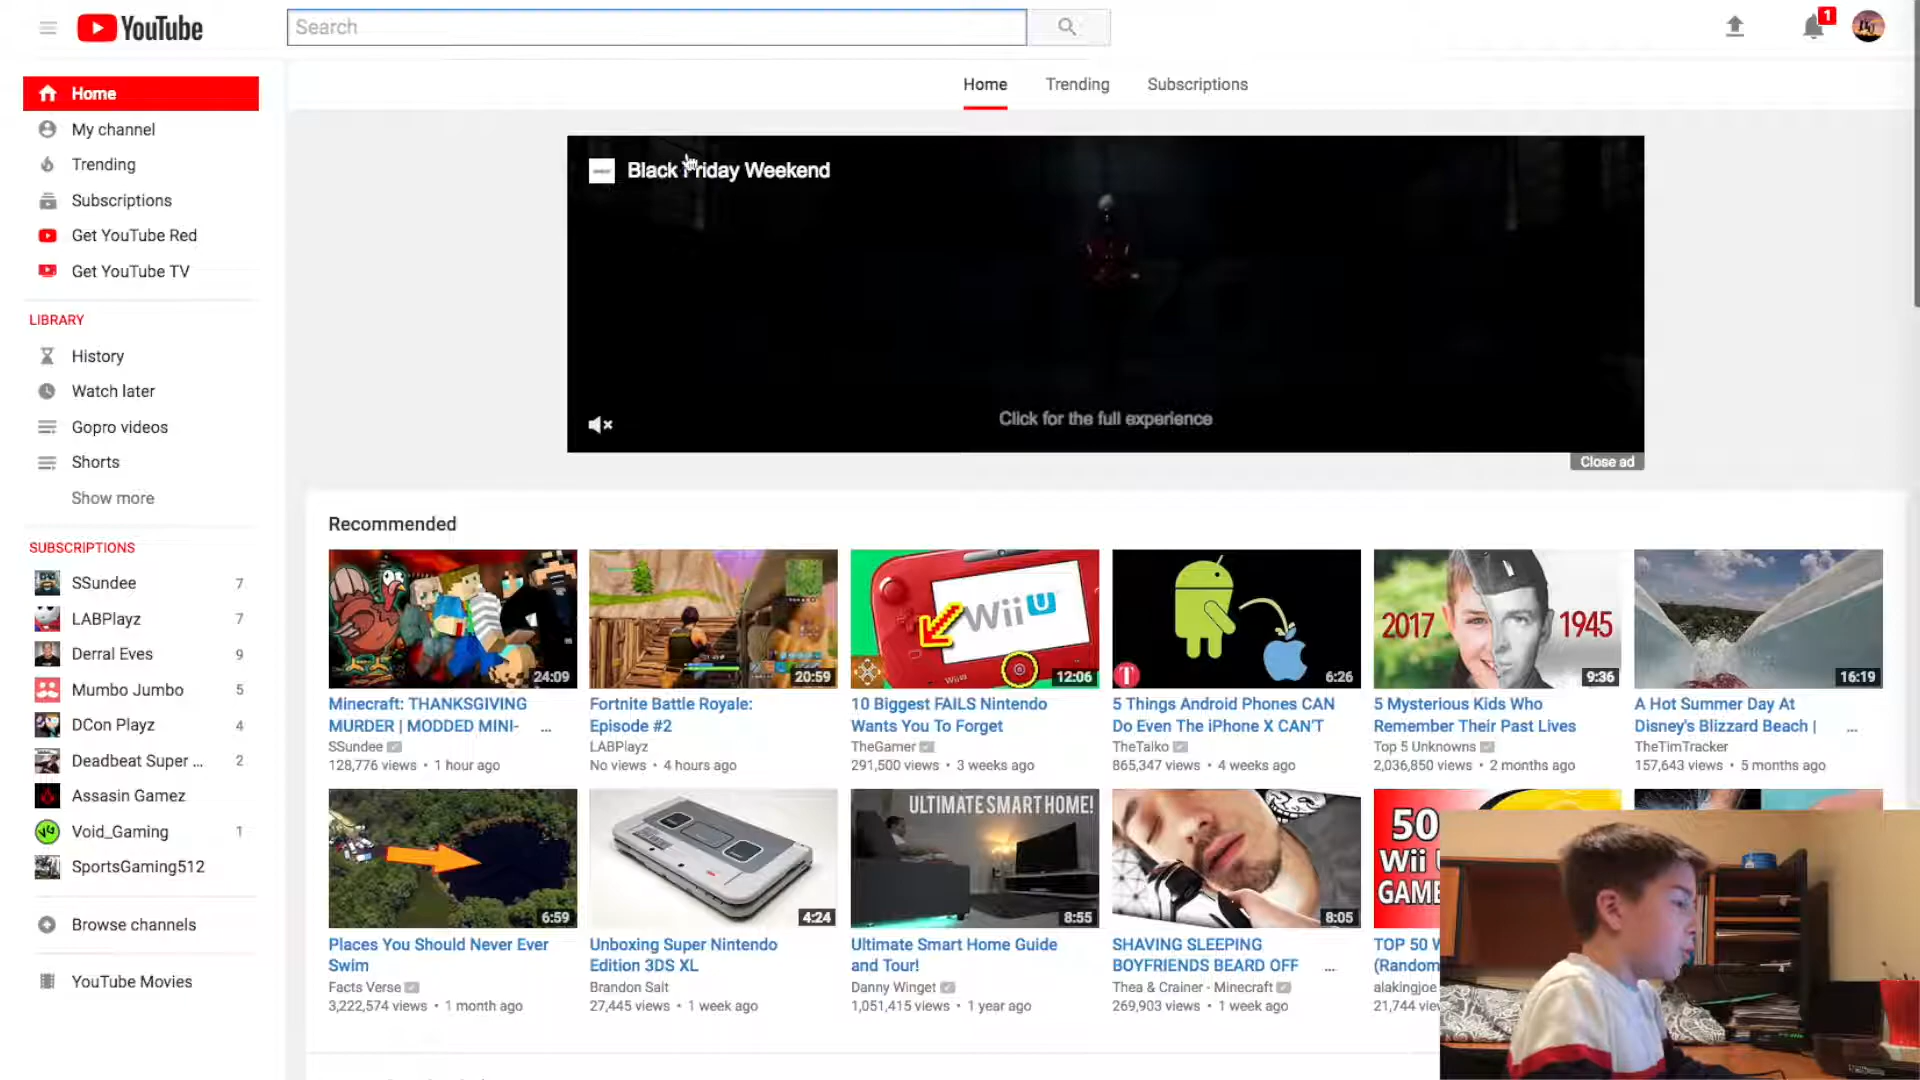 YouTube
Search
1
Home
Trending
Subscriptions
Home
My channel
Trending
Subscriptions
Get YouTube Red
Get YouTube TV
LIBRARY
History
Watch later
Gopro videos
Shorts
Show more
SUBSCRIPTIONS
SSundee 7
LABPlayz 7
Derral Eves 9
Mumbo Jumbo 5
DCon Playz 4
Deadbeat Super ... 2
Assasin Gamez
Void_Gaming 1
SportsGaming512
Browse channels
YouTube Movies
Black Friday Weekend
Click for the full experience
Close ad
Recommended
24:09
Minecraft: THANKSGIVING
MURDER | MODDED MINI- ...
SSundee
128,776 views • 1 hour ago
20:59
Fortnite Battle Royale:
Episode #2
LABPlayz
No views • 4 hours ago
Wii U
12:06
10 Biggest FAILS Nintendo
Wants You To Forget
TheGamer
291,500 views • 3 weeks ago
6:26
5 Things Android Phones CAN
Do Even The iPhone X CAN'T
TheTalko
865,347 views • 4 weeks ago
2017 1945
9:36
5 Mysterious Kids Who
Remember Their Past Lives
Top 5 Unknowns
2,036,850 views • 2 months ago
16:19
A Hot Summer Day At
Disney's Blizzard Beach | ...
TheTimTracker
157,643 views • 5 months ago
6:59
Places You Should Never Ever
Swim
Facts Verse
3,222,574 views • 1 month ago
4:24
Unboxing Super Nintendo
Edition 3DS XL
Brandon Salt
27,445 views • 1 week ago
ULTIMATE SMART HOME!
8:55
Ultimate Smart Home Guide
and Tour!
Danny Winget
1,051,415 views • 1 year ago
8:05
SHAVING SLEEPING
BOYFRIENDS BEARD OFF ...
Thea & Crainer - Minecraft
269,903 views • 1 week ago
50
Wii
GAME
TOP 50
(Random
alakingjoe
21,744